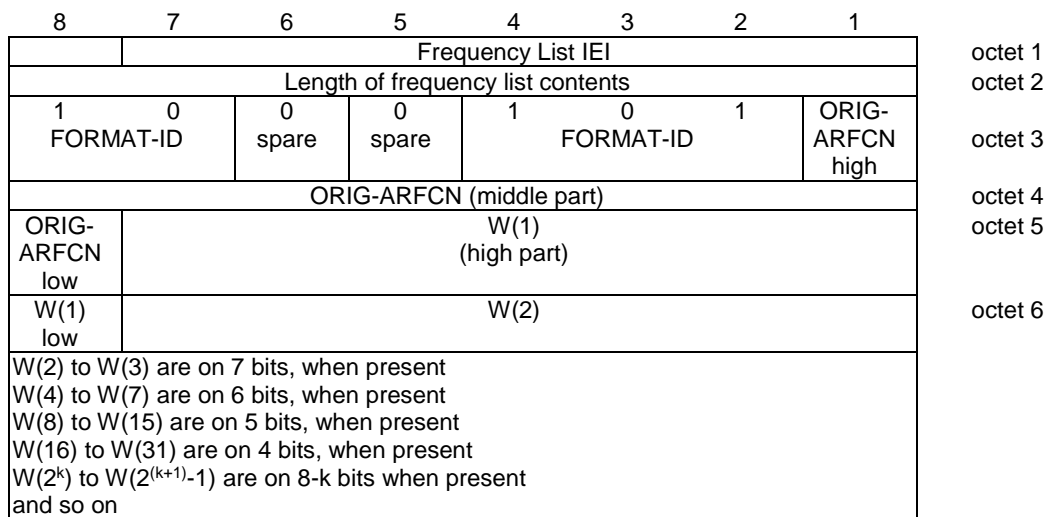 8 7 6 5 4 3 2 1
Frequency List IEI octet 1
Length of frequency list contents octet 2
1 0 0 0 1 0 1 ORIG-
FORMAT-ID spare spare FORMAT-ID ARFCN octet 3
high
ORIG-ARFCN (middle part) octet 4
ORIG- W(1) octet 5
ARFCN (high part)
low
W(1) W(2) octet 6
low
W(2) to W(3) are on 7 bits, when present
W(4) to W(7) are on 6 bits, when present
W(8) to W(15) are on 5 bits, when present
W(16) to W(31) are on 4 bits, when present
W(2ᵏ) to W(2⁽ᵏ⁺¹⁾-1) are on 8-k bits when present
and so on